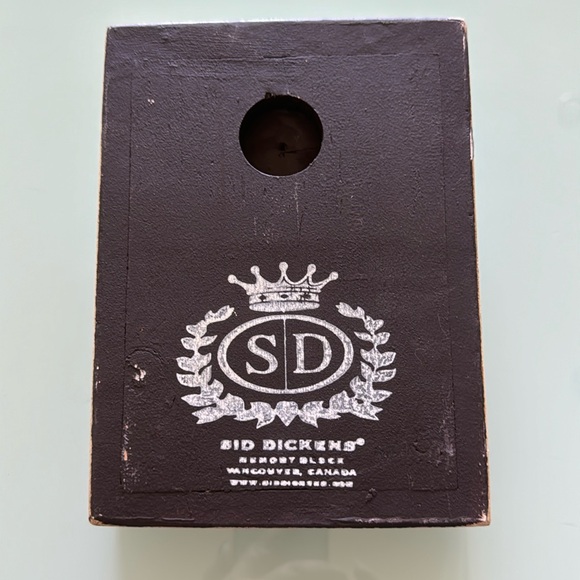 SD
SID DICKENS®
MEMORY BLOCK
VANCOUVER, CANADA
WWW.SIDDICKENS.COM